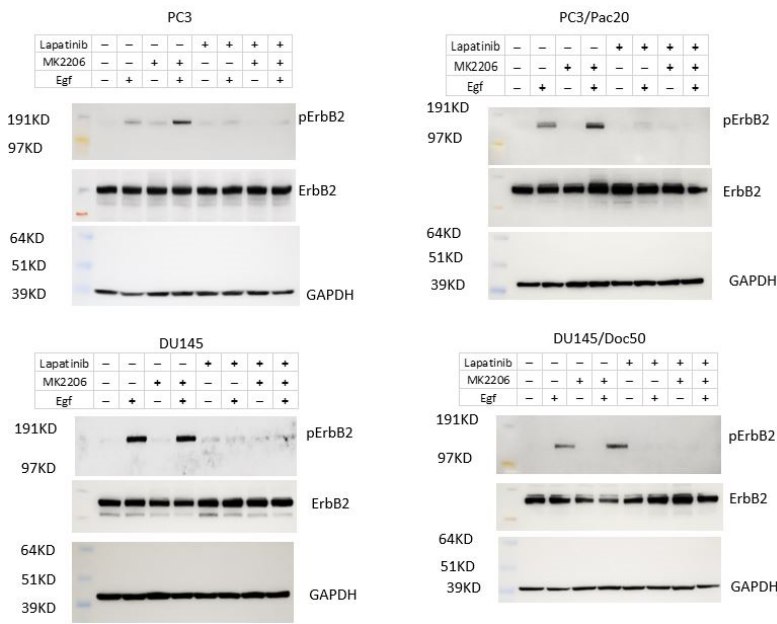 PC3
Lapatinib – – – – + + + +
MK2206 – – + + – – + +
Egf – + – + – + – +
191KD
97KD
pErbB2
ErbB2
64KD
51KD
39KD
GAPDH
PC3/Pac20
Lapatinib – – – – + + + +
MK2206 – – + + – – + +
Egf – + – + – + – +
191KD
97KD
pErbB2
ErbB2
64KD
51KD
39KD
GAPDH
DU145
Lapatinib – – – – + + + +
MK2206 – – + + – – + +
Egf – + – + – + – +
191KD
97KD
pErbB2
ErbB2
64KD
51KD
39KD
GAPDH
DU145/Doc50
Lapatinib – – – – + + + +
MK2206 – – + + – – + +
Egf – + – + – + – +
191KD
97KD
pErbB2
ErbB2
64KD
51KD
39KD
GAPDH